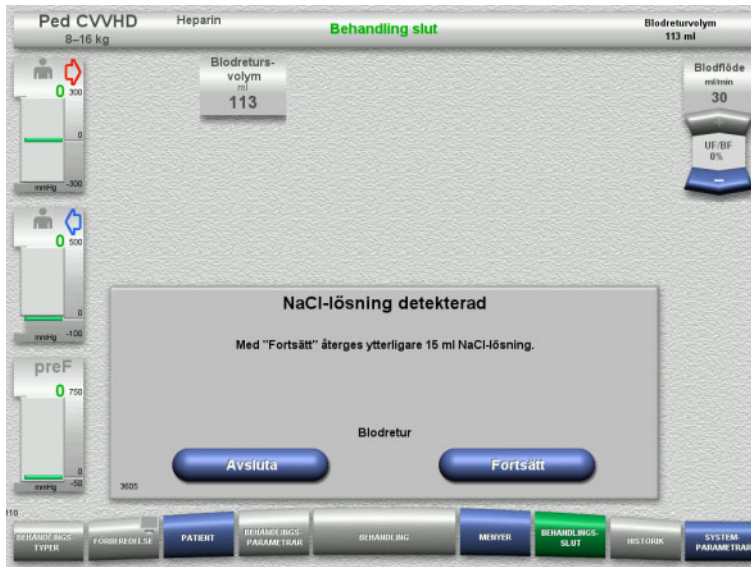 Ped CVVHD
8–16 kg
Heparin
Behandling slut
Blodreturvolym
113 ml
0
300
0
-300
mmHg
Blodreturs-
volym
ml
113
Blodflöde
ml/min
30
+
UF/BF
0%
–
0
500
0
-100
mmHg
preF
0
750
0
-50
mmHg
NaCl-lösning detekterad
Med "Fortsätt" återges ytterligare 15 ml NaCl-lösning.
Blodretur
Avsluta
Fortsätt
3605
BEHANDLINGS-
TYPER
FÖRBEREDELSE
PATIENT
BEHANDLINGS-
PARAMETRAR
BEHANDLING
MENYER
BEHANDLINGS-
SLUT
HISTORIK
SYSTEM-
PARAMETRAR